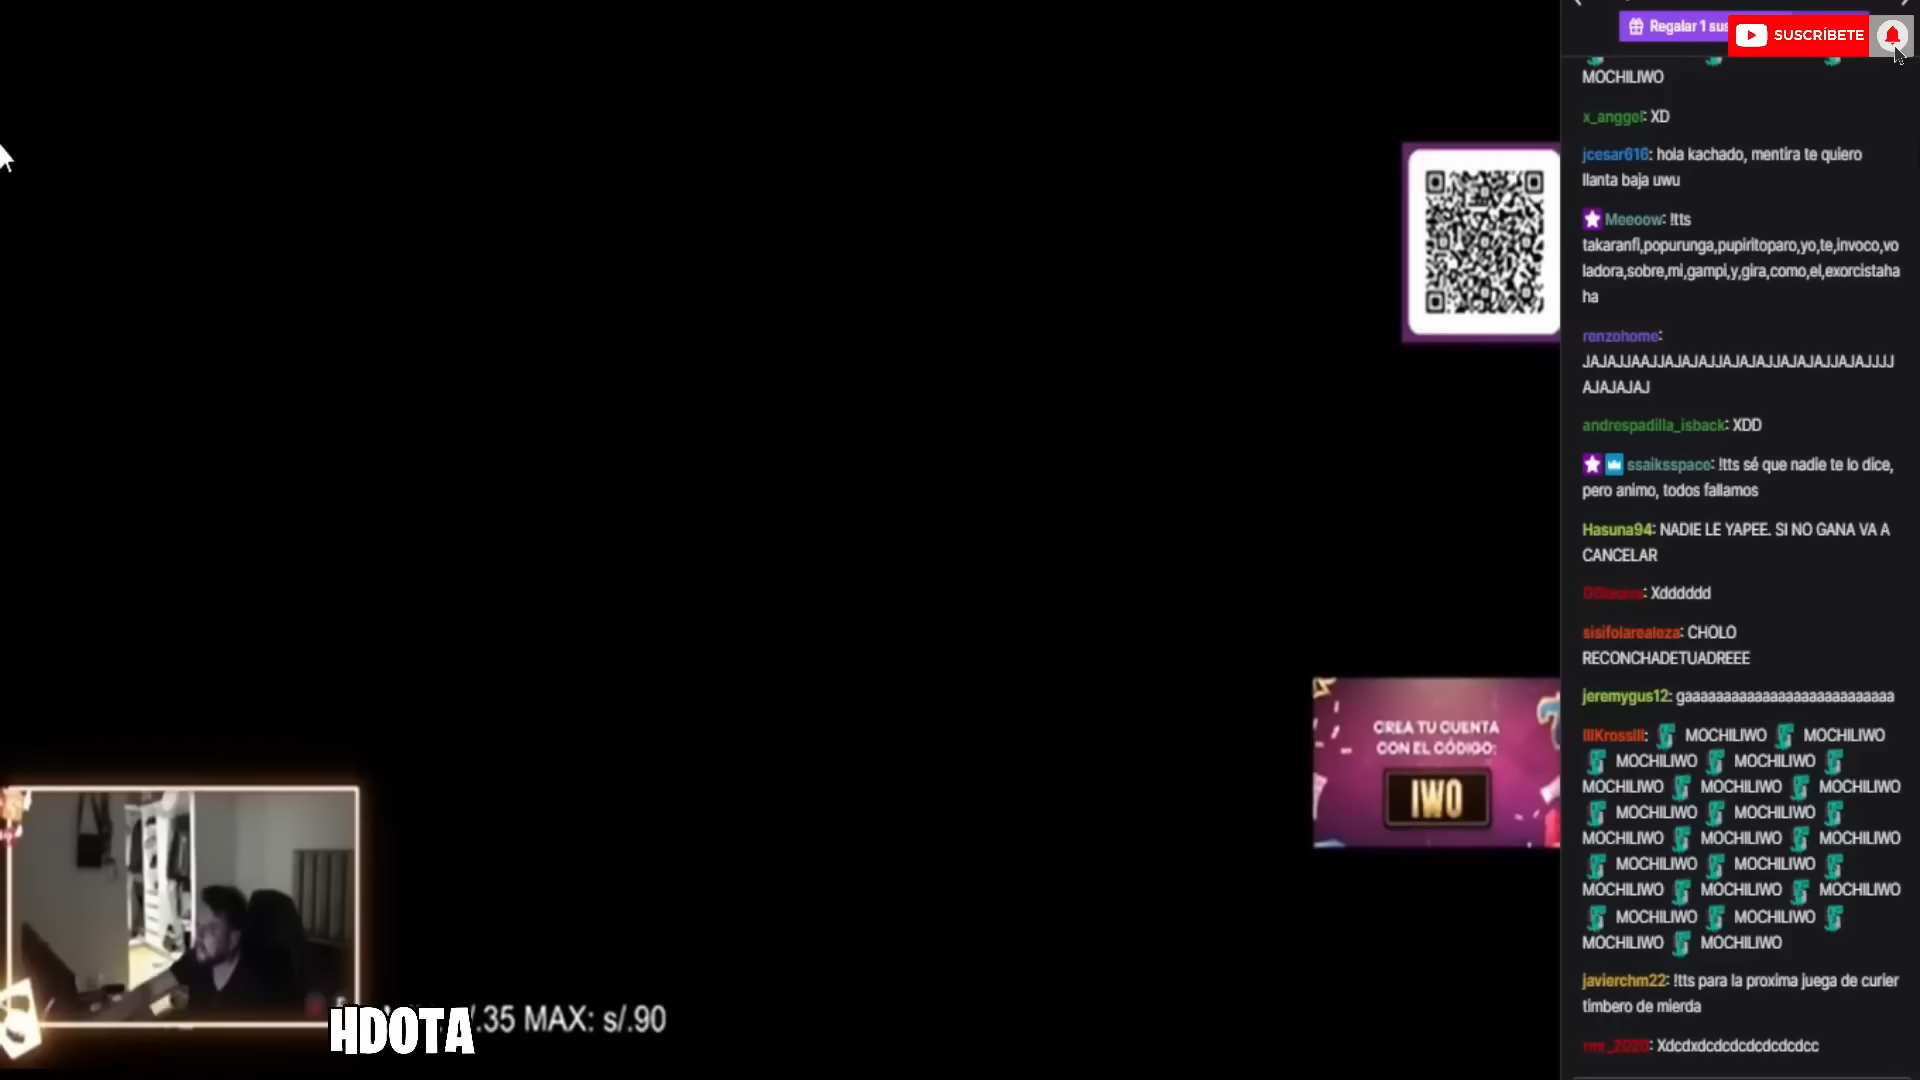 Regalar 1 sus
SUSCRÍBETE
MOCHILIWO
x_anggel: XD
jcesar616: hola kachado, mentira te quiero
llanta baja uwu
Meeoow: !tts
takaranfi,popurunga,pupiritoparo,yo,te,invoco,vo
ladora,sobre,mi,gampi,y,gira,como,el,exorcistaha
ha
renzohome:
JAJAJJAAJJAJAJAJJAJAJAJJAJAJAJJAJAJJJJ
AJAJAJAJ
andrespadilla_isback: XDD
ssaiksspace: !tts sé que nadie te lo dice,
pero animo, todos fallamos
Hasuna94: NADIE LE YAPEE. SI NO GANA VA A
CANCELAR
: Xdddddd
sisifolarealeza: CHOLO
RECONCHADETUADREEE
jeremygus12: gaaaaaaaaaaaaaaaaaaaaaaaaaaa
IIIKrossIII: MOCHILIWO MOCHILIWO
MOCHILIWO MOCHILIWO
MOCHILIWO MOCHILIWO MOCHILIWO
MOCHILIWO MOCHILIWO
MOCHILIWO MOCHILIWO MOCHILIWO
MOCHILIWO MOCHILIWO
MOCHILIWO MOCHILIWO MOCHILIWO
MOCHILIWO MOCHILIWO
MOCHILIWO MOCHILIWO
javierchm22: !tts para la proxima juega de curier
timbero de mierda
rmr_2020: Xdcdxdcdcdcdcdcdcdcc
CREA TU CUENTA
CON EL CÓDIGO:
IWO
HDOTA
.35 MAX: s/.90